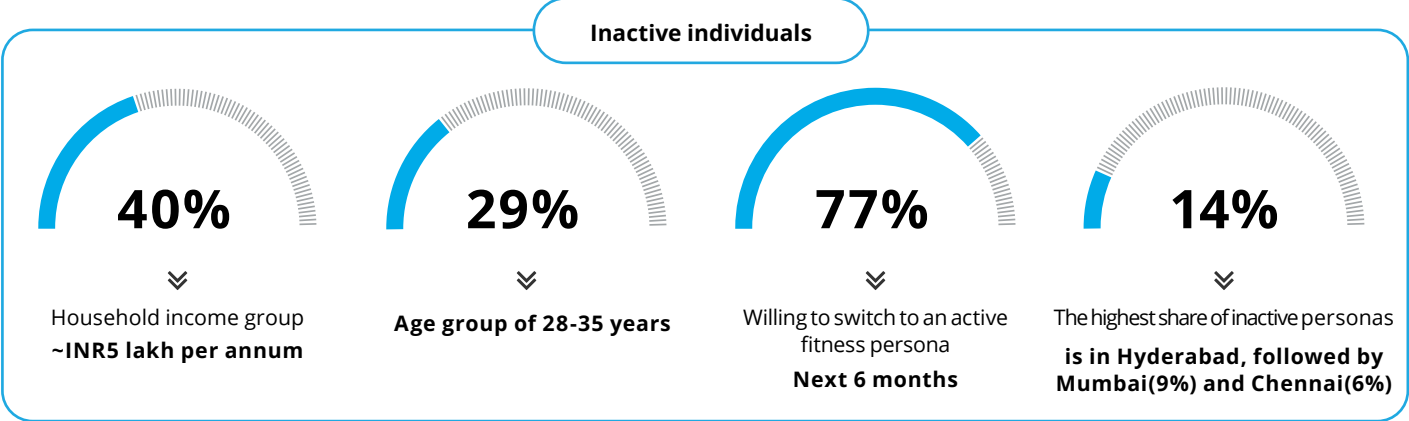 Inactive individuals
40%
Household income group
~INR5 lakh per annum
29%
Age group of 28-35 years
77%
Willing to switch to an active
fitness persona
Next 6 months
14%
The highest share of inactive personas
is in Hyderabad, followed by
Mumbai(9%) and Chennai(6%)